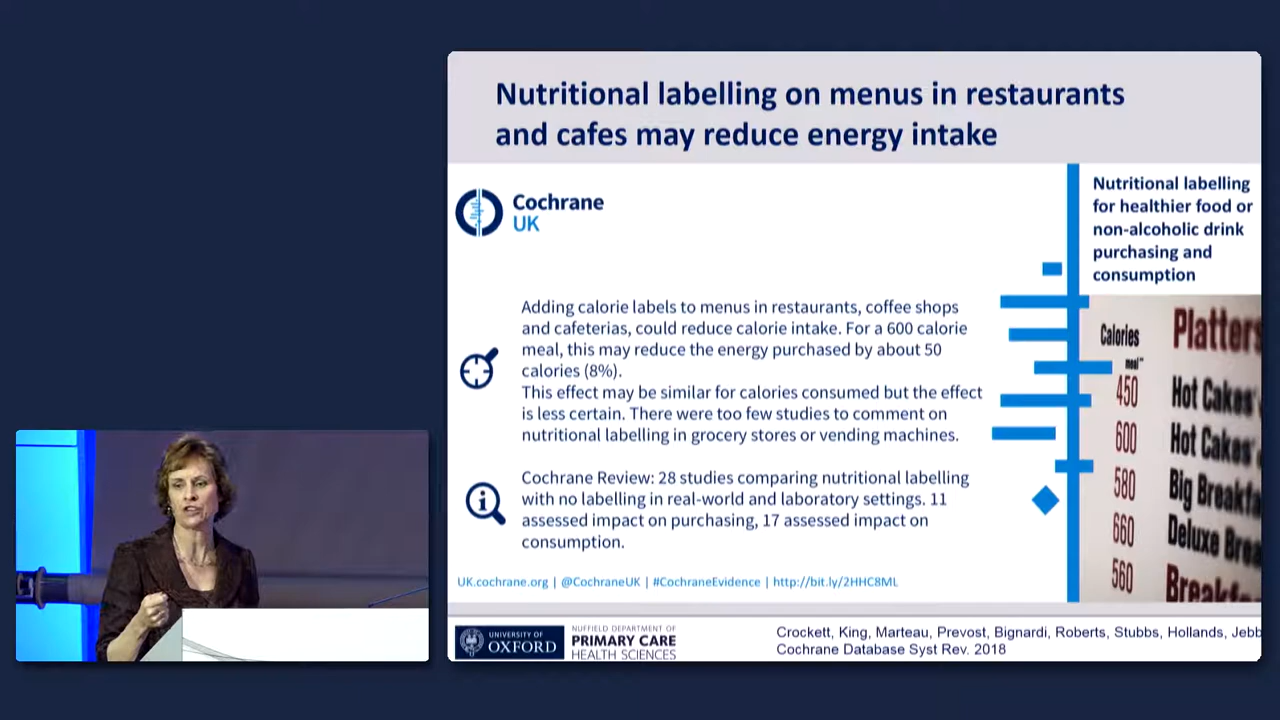 Nutritional labelling on menus in restaurants
and cafes may reduce energy intake
Cochrane
UK
Nutritional labelling
for healthier food or
non-alcoholic drink
purchasing and
consumption
Adding calorie labels to menus in restaurants, coffee shops
and cafeterias, could reduce calorie intake. For a 600 calorie
meal, this may reduce the energy purchased by about 50
calories (8%).
This effect may be similar for calories consumed but the effect
is less certain. There were too few studies to comment on
nutritional labelling in grocery stores or vending machines.
Cochrane Review: 28 studies comparing nutritional labelling
with no labelling in real-world and laboratory settings. 11
assessed impact on purchasing, 17 assessed impact on
consumption.
UK.cochrane.org | @CochraneUK | #CochraneEvidence | http://bit.ly/2HHC8ML
Calories
Platters
meal
450 Hot Cakes
600 Hot Cakes
580 Big Breakfa
660 Deluxe Brea
560 Breakfa
UNIVERSITY OF
OXFORD
NUFFIELD DEPARTMENT OF
PRIMARY CARE
HEALTH SCIENCES
Crockett, King, Marteau, Prevost, Bignardi, Roberts, Stubbs, Hollands, Jebb
Cochrane Database Syst Rev. 2018